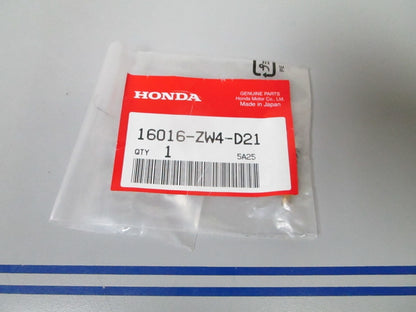 HONDA
GENUINE PARTS
Honda Motor Co., Ltd.
Made in Japan
16016-ZW4-D21
QTY 1 5A25